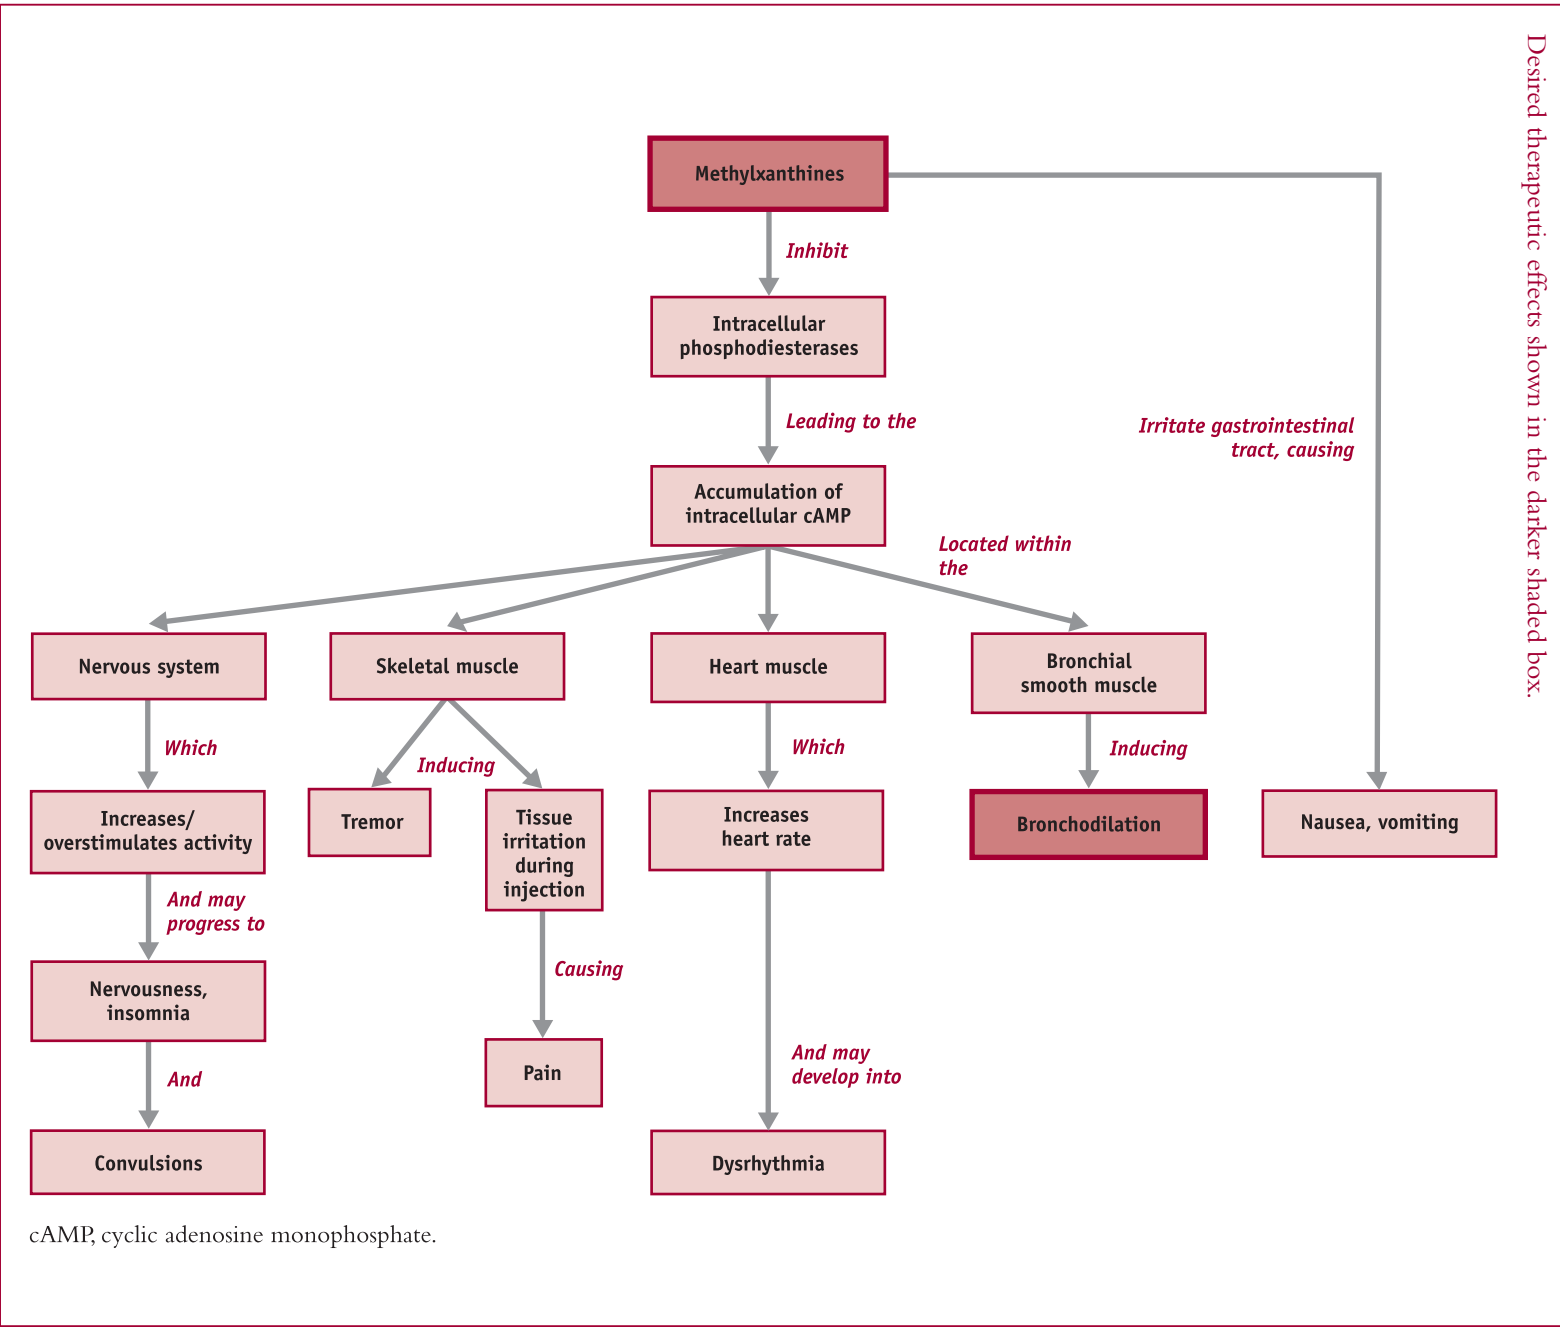 Desired therapeutic effects shown in the darker shaded box.
Methylxanthines
Inhibit
Intracellular
phosphodiesterases
Leading to the
Irritate gastrointestinal
tract, causing
Accumulation of
intracellular cAMP
Located within
the
Nervous system
Skeletal muscle
Heart muscle
Bronchial
smooth muscle
Which
Inducing
Which
Inducing
Increases/
overstimulates activity
Tremor
Tissue
irritation
during
injection
Increases
heart rate
Bronchodilation
Nausea, vomiting
And may
progress to
Causing
Nervousness,
insomnia
And may
develop into
And
Pain
Convulsions
Dysrhythmia
cAMP, cyclic adenosine monophosphate.